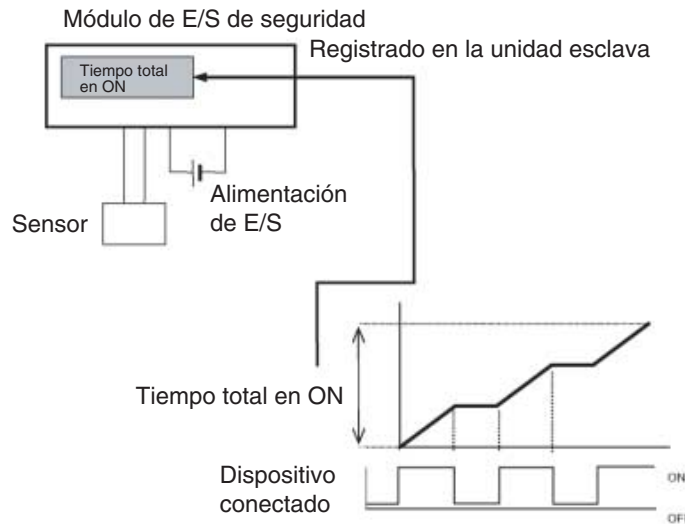 Módulo de E/S de seguridad
Registrado en la unidad esclava
Tiempo total
en ON
Alimentación
de E/S
Sensor
Tiempo total en ON
Dispositivo
conectado
ON
OFF